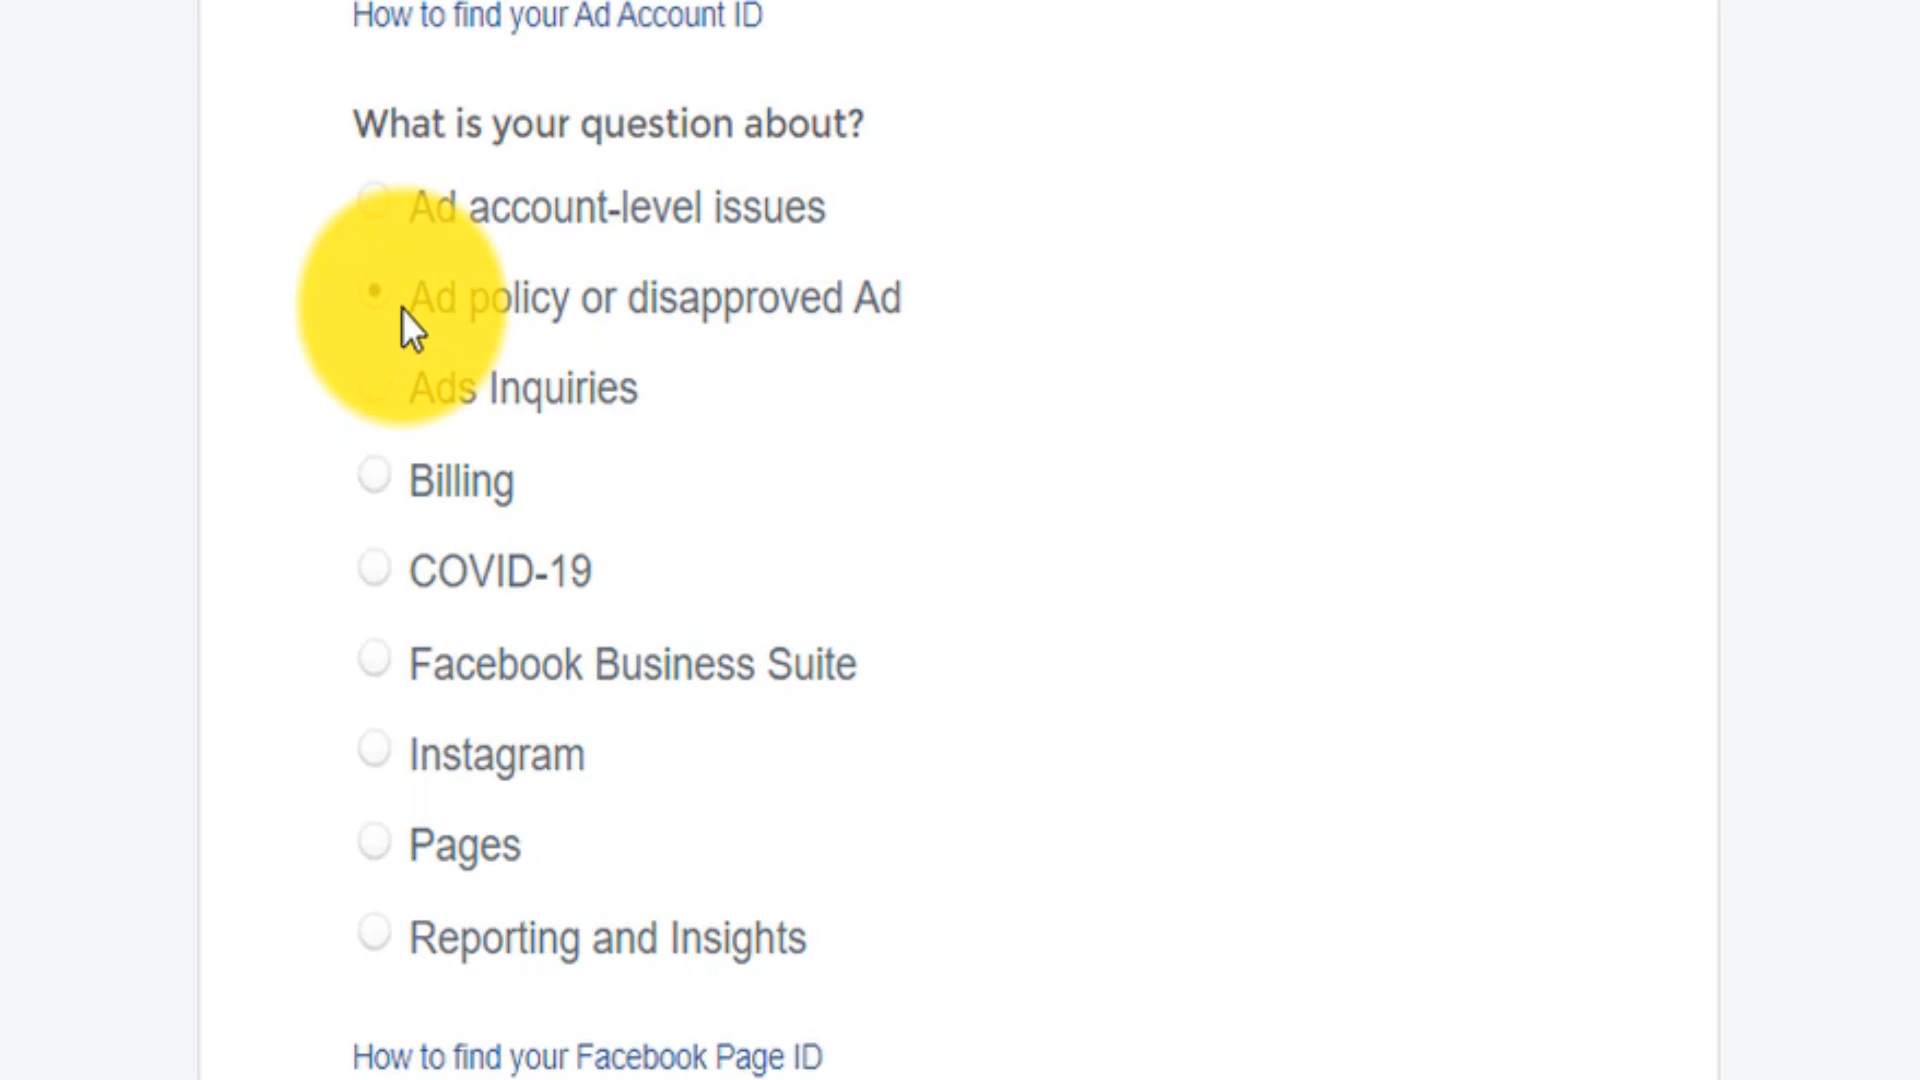 How to find your Ad Account ID
What is your question about?
Ad account-level issues
Ad policy or disapproved Ad
Ads Inquiries
Billing
COVID-19
Facebook Business Suite
Instagram
Pages
Reporting and Insights
How to find your Facebook Page ID